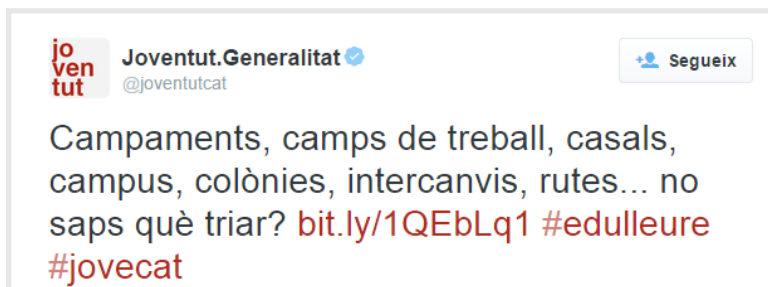 jo
ven
tut
Joventut.Generalitat
@joventutcat
Segueix
Campaments, camps de treball, casals,
campus, colònies, intercanvis, rutes... no
saps què triar? bit.ly/1QEbLq1 #edulleure
#jovecat